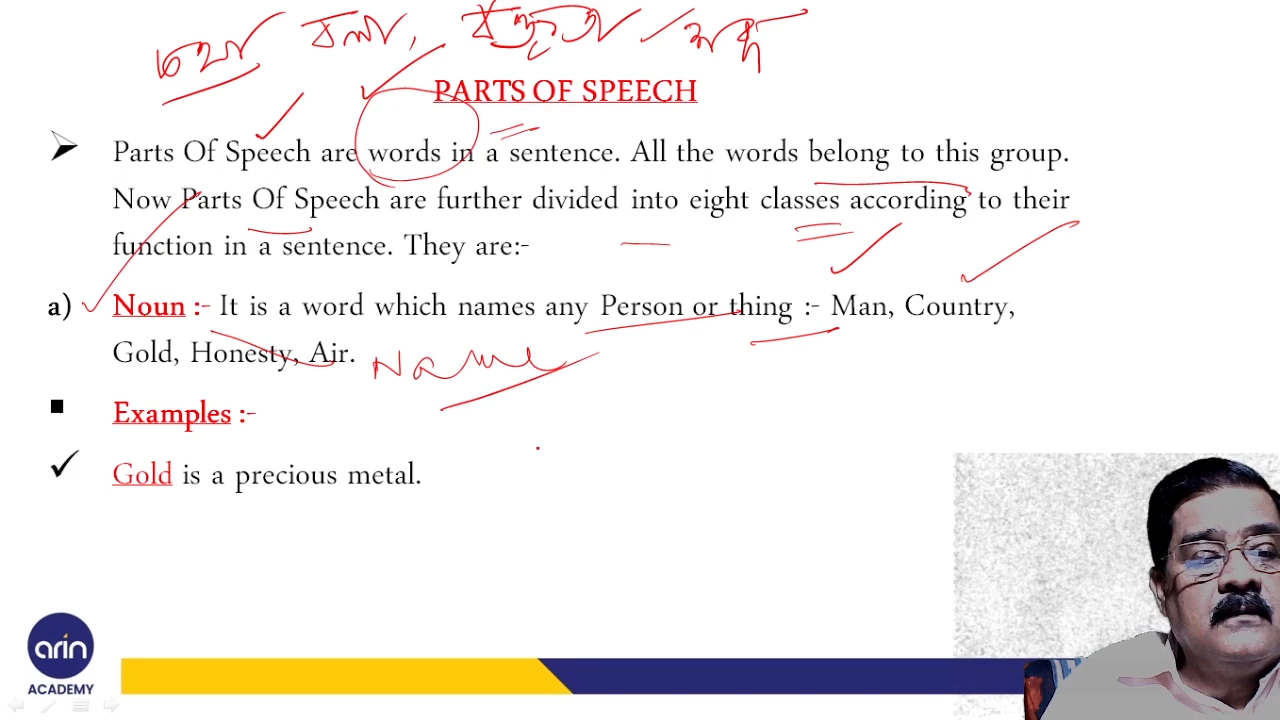 বলা,
PARTS OF SPEECH
Parts Of Speech are words in a sentence. All the words belong to this group.
Now Parts Of Speech are further divided into eight classes according to their
function in a sentence. They are:-
a) Noun :- It is a word which names any Person or thing :- Man, Country,
Gold, Honesty, Air.
Name
Examples :-
Gold is a precious metal.
arin
ACADEMY